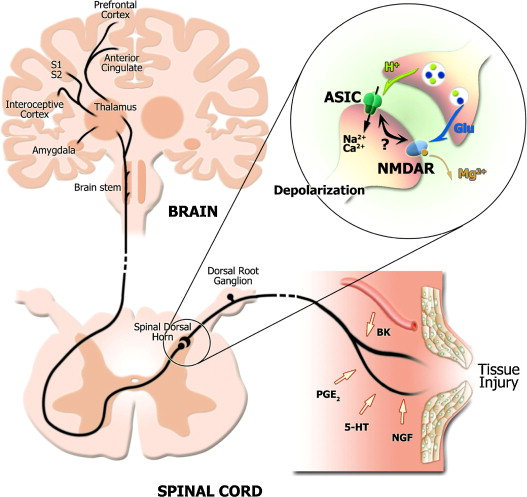 Prefrontal
Cortex
Anterior
Cingulate
S1
S2
Interoceptive
Cortex
Thalamus
Amygdala
Brain stem
BRAIN
H⁺
ASIC
Na²⁺
Ca²⁺
?
Glu
NMDAR
Mg²⁺
Depolarization
Dorsal Root
Ganglion
Spinal Dorsal
Horn
BK
PGE₂
5-HT
NGF
Tissue
Injury
SPINAL CORD